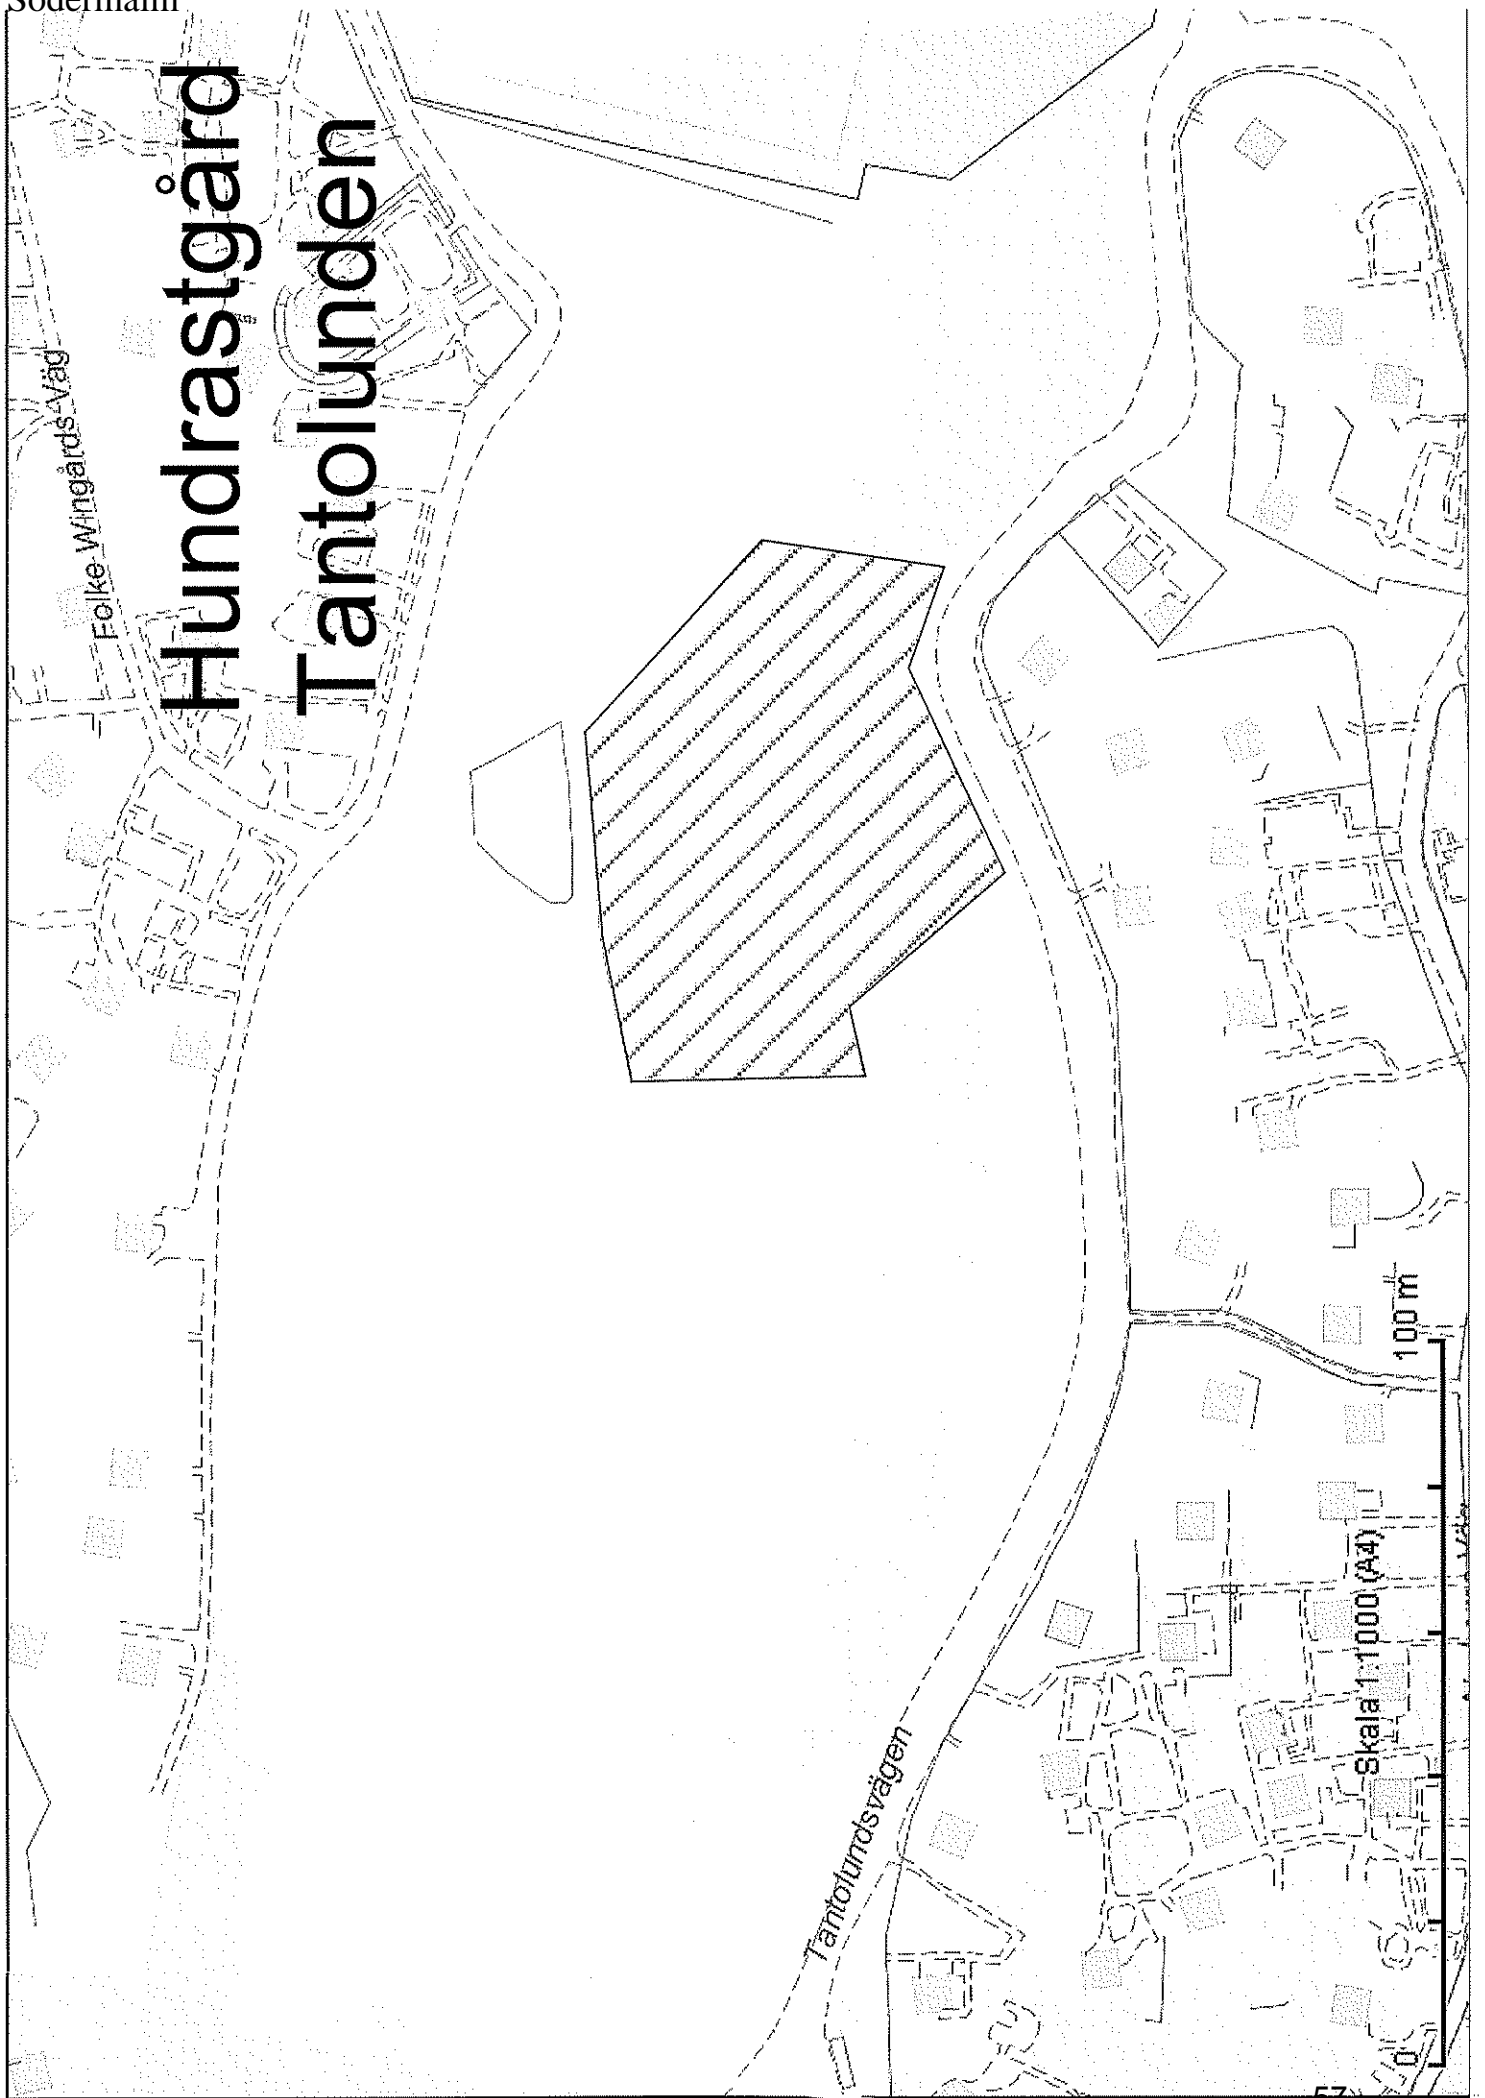 Södermalm
Hundrastgård
Tantolunden
Folke Wingårds Väg
Tantolundsvägen
Skala 1:1000 (A4)
0
100 m